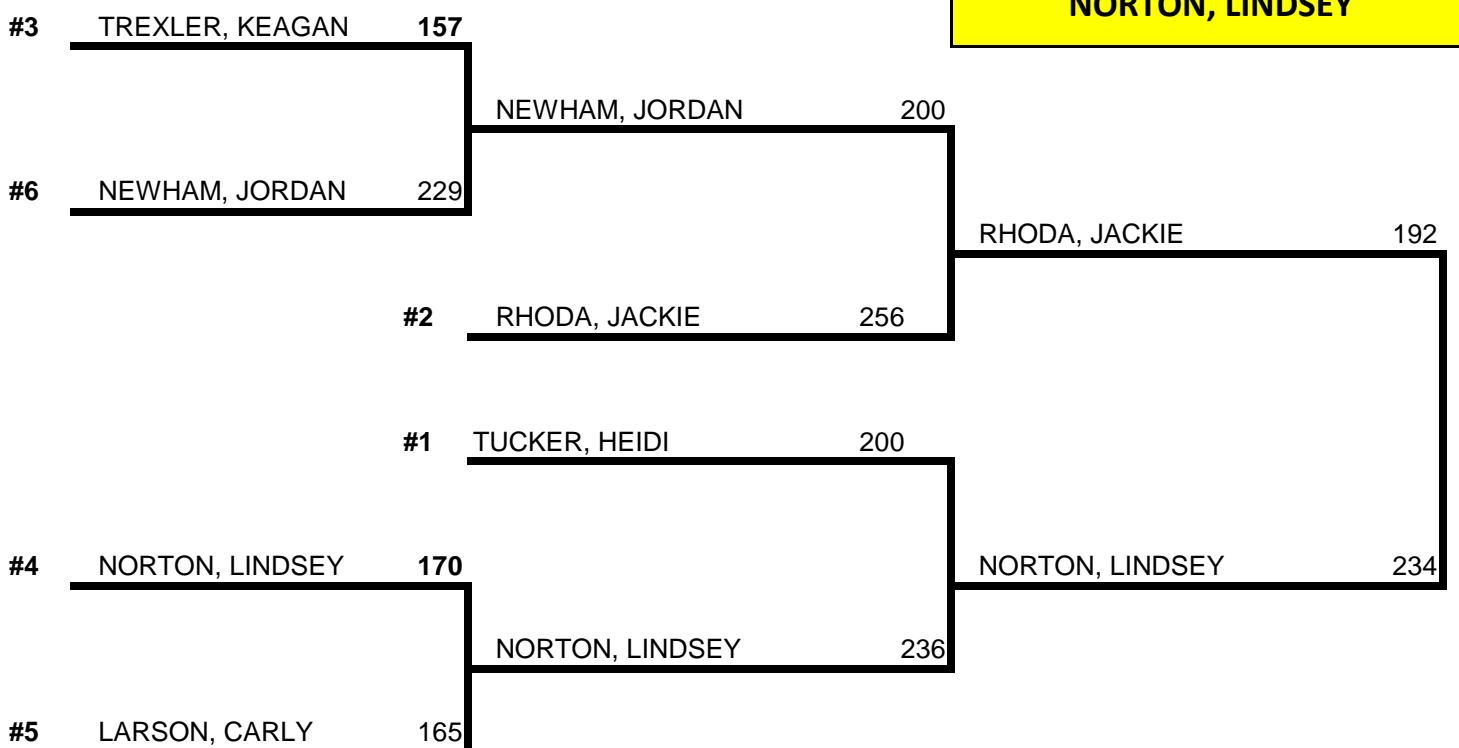 NORTON, LINDSEY
#3 TREXLER, KEAGAN 157
NEWHAM, JORDAN 200
#6 NEWHAM, JORDAN 229
RHODA, JACKIE 192
#2 RHODA, JACKIE 256
#1 TUCKER, HEIDI 200
#4 NORTON, LINDSEY 170
NORTON, LINDSEY 234
NORTON, LINDSEY 236
#5 LARSON, CARLY 165